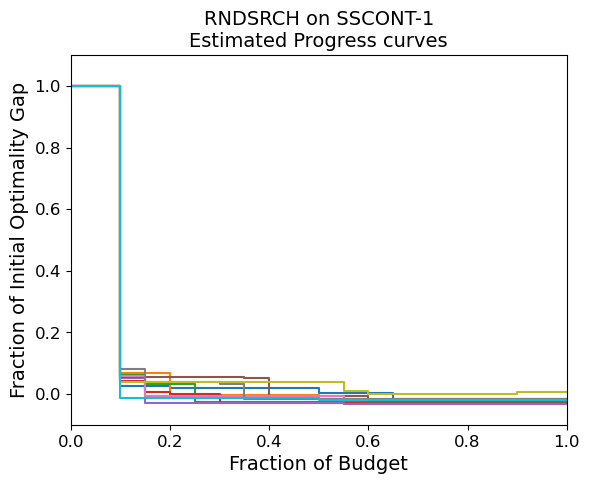 RNDSRCH on SSCONT-1
Estimated Progress curves
Fraction of Initial Optimality Gap
1.0
0.8
0.6
0.4
0.2
0.0
0.0 0.2 0.4 0.6 0.8 1.0
Fraction of Budget